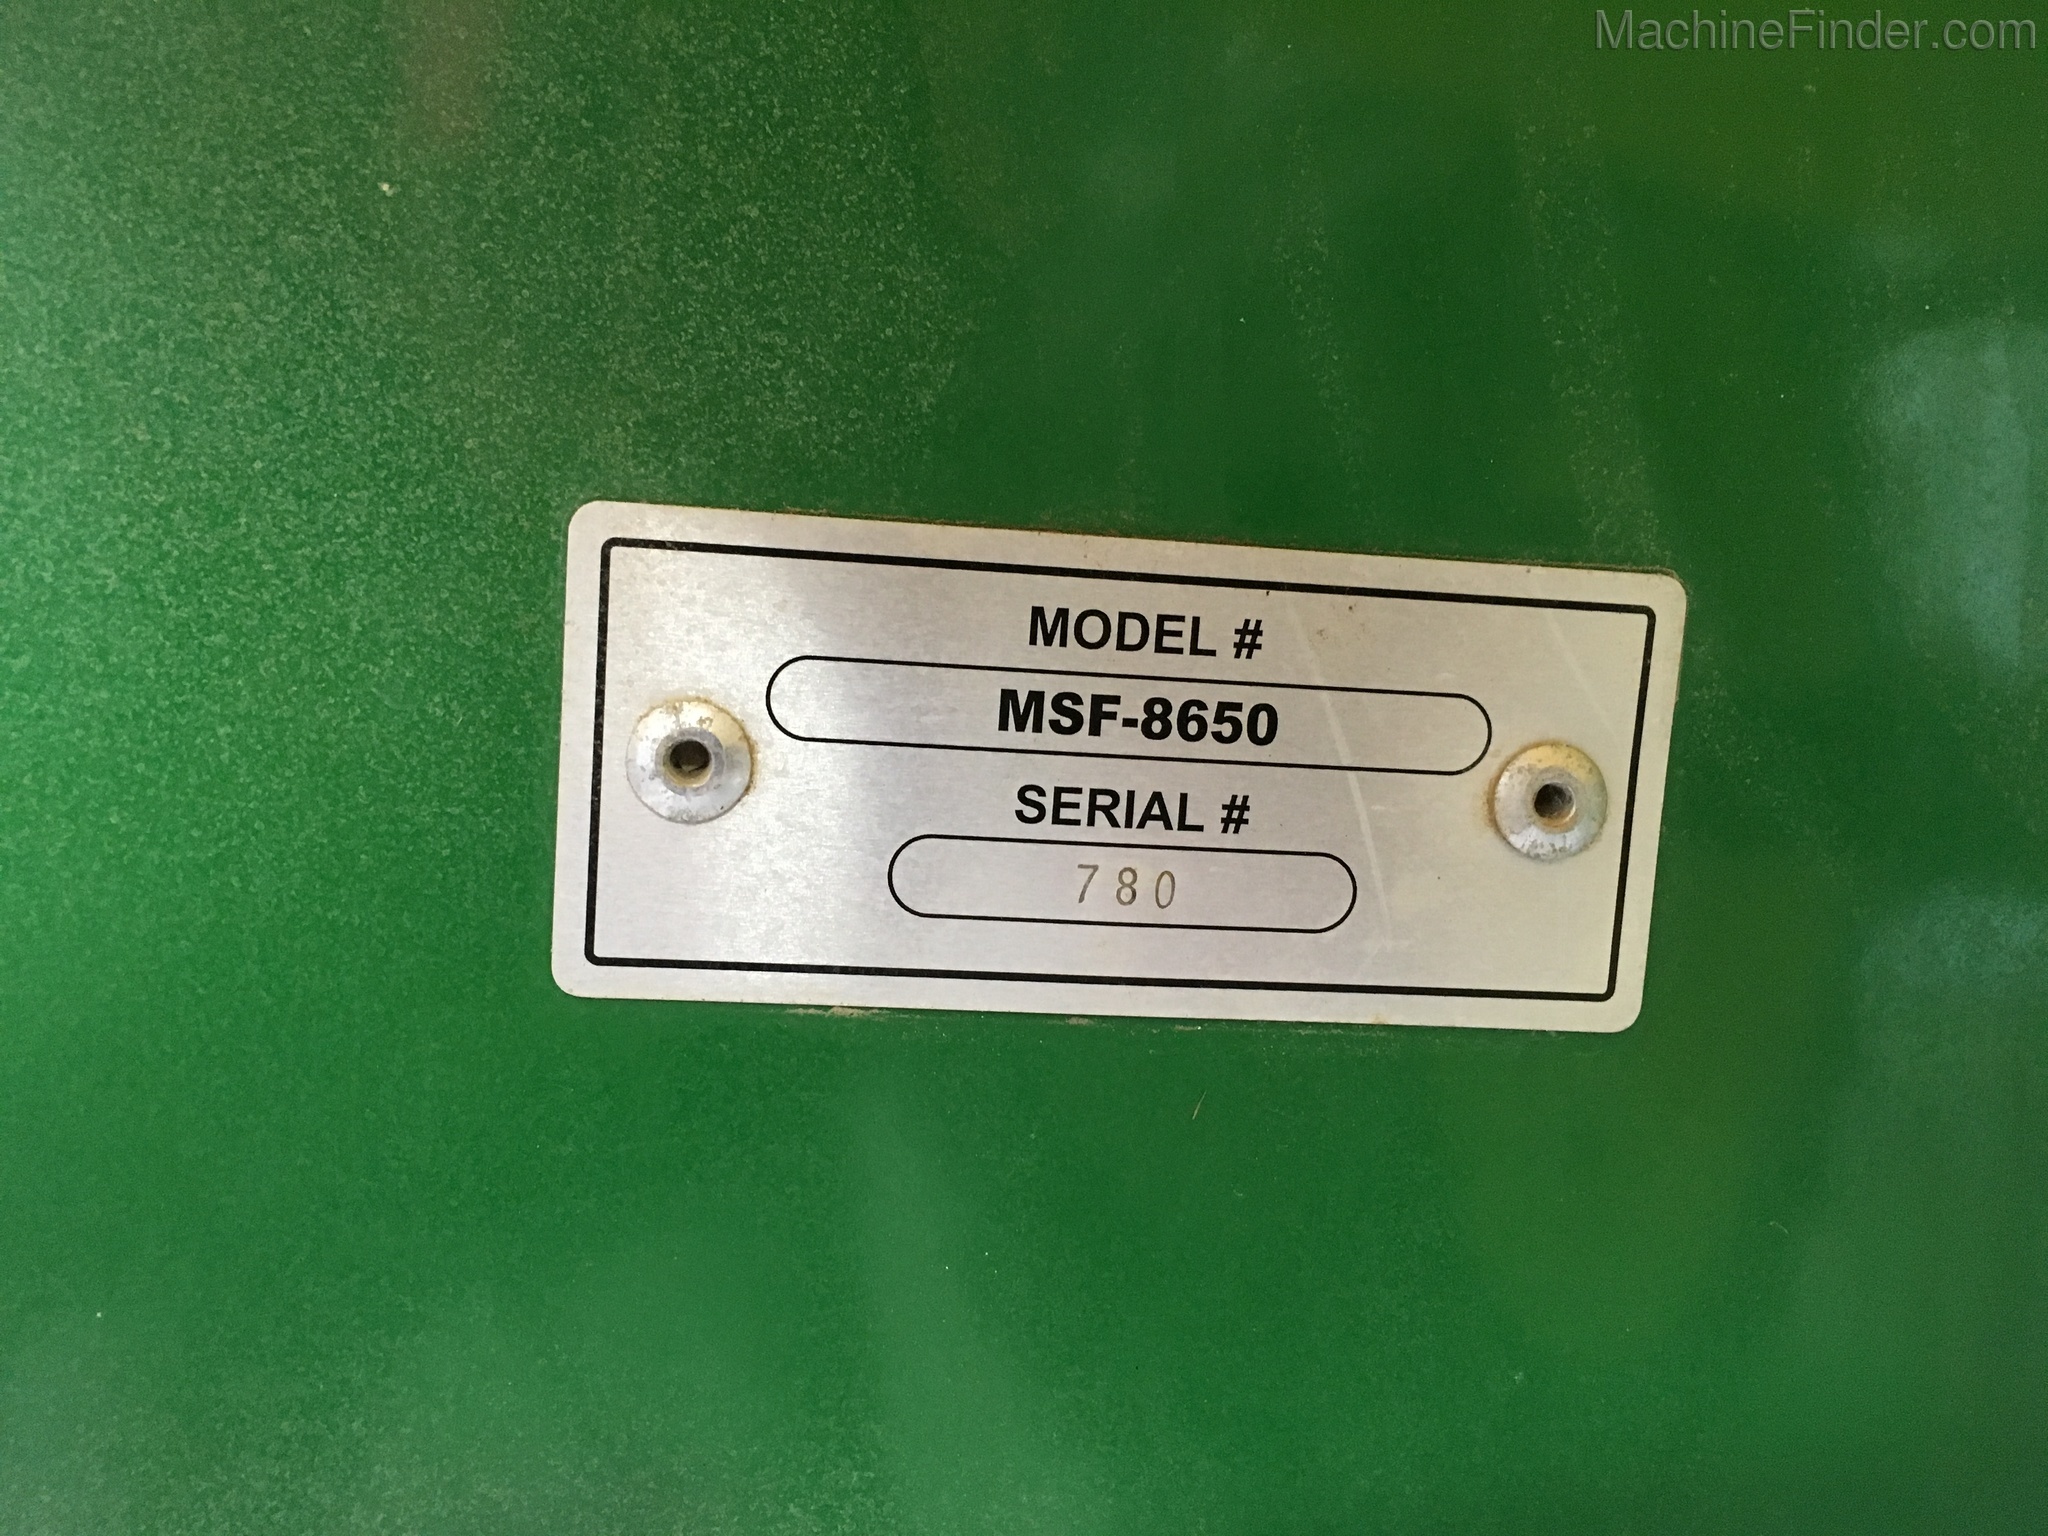 MachineFinder.com
MODEL #
MSF-8650
SERIAL #
780